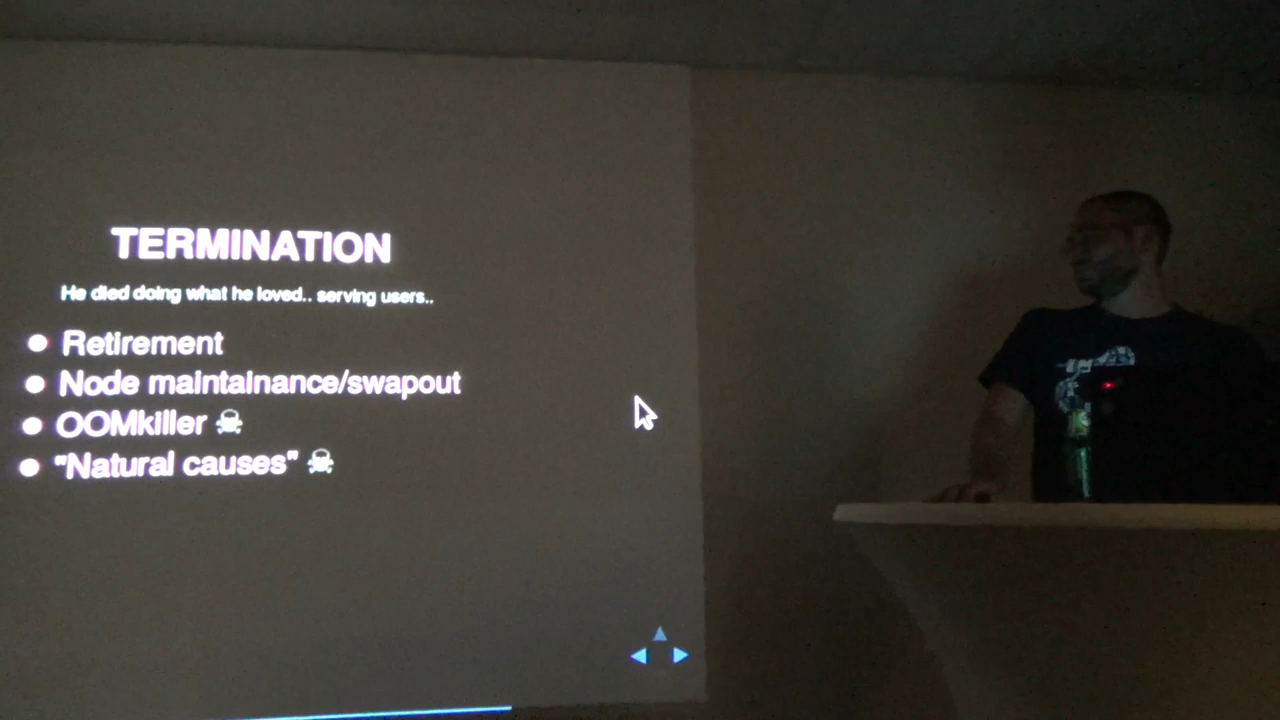 TERMINATION
He died doing what he loved.. serving users..
Retirement
Node maintainance/swapout
OOMkiller ☠
"Natural causes" ☠